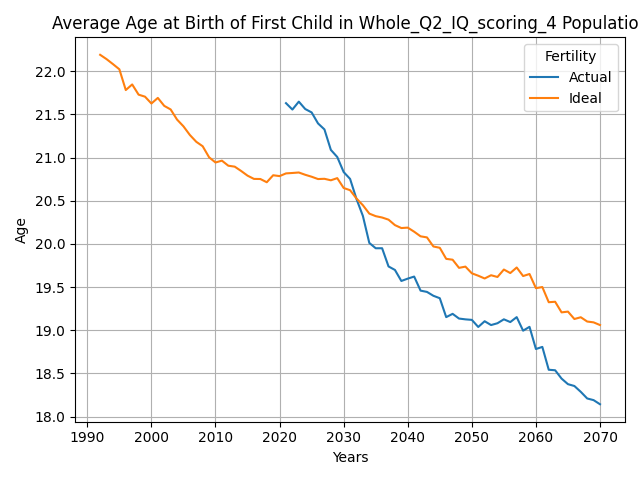 Average Age at Birth of First Child in Whole_Q2_IQ_scoring_4 Populatio
Fertility
Actual
Ideal
22.0
21.5
21.0
20.5
20.0
19.5
19.0
18.5
18.0
Age
1990 2000 2010 2020 2030 2040 2050 2060 2070
Years